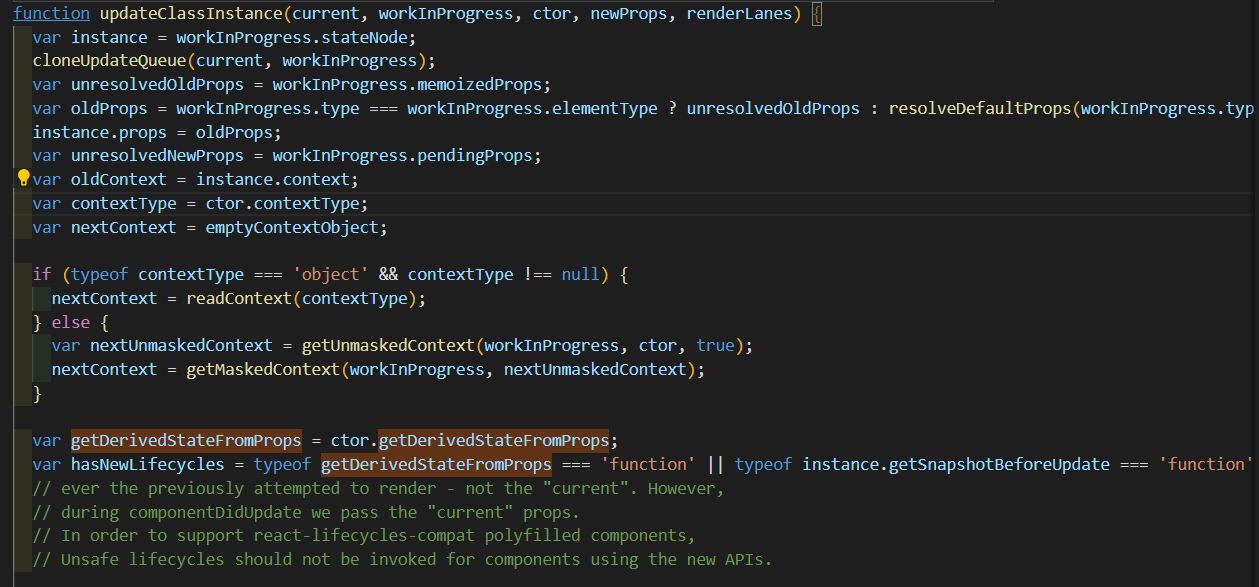 function updateClassInstance(current, workInProgress, ctor, newProps, renderLanes) {
var instance = workInProgress.stateNode;
cloneUpdateQueue(current, workInProgress);
var unresolvedOldProps = workInProgress.memoizedProps;
var oldProps = workInProgress.type === workInProgress.elementType ? unresolvedOldProps : resolveDefaultProps(workInProgress.typ
instance.props = oldProps;
var unresolvedNewProps = workInProgress.pendingProps;
var oldContext = instance.context;
var contextType = ctor.contextType;
var nextContext = emptyContextObject;
if (typeof contextType === 'object' && contextType !== null) {
nextContext = readContext(contextType);
} else {
var nextUnmaskedContext = getUnmaskedContext(workInProgress, ctor, true);
nextContext = getMaskedContext(workInProgress, nextUnmaskedContext);
}
var getDerivedStateFromProps = ctor.getDerivedStateFromProps;
var hasNewLifecycles = typeof getDerivedStateFromProps === 'function' || typeof instance.getSnapshotBeforeUpdate === 'function'
// ever the previously attempted to render - not the "current". However,
// during componentDidUpdate we pass the "current" props.
// In order to support react-lifecycles-compat polyfilled components,
// Unsafe lifecycles should not be invoked for components using the new APIs.